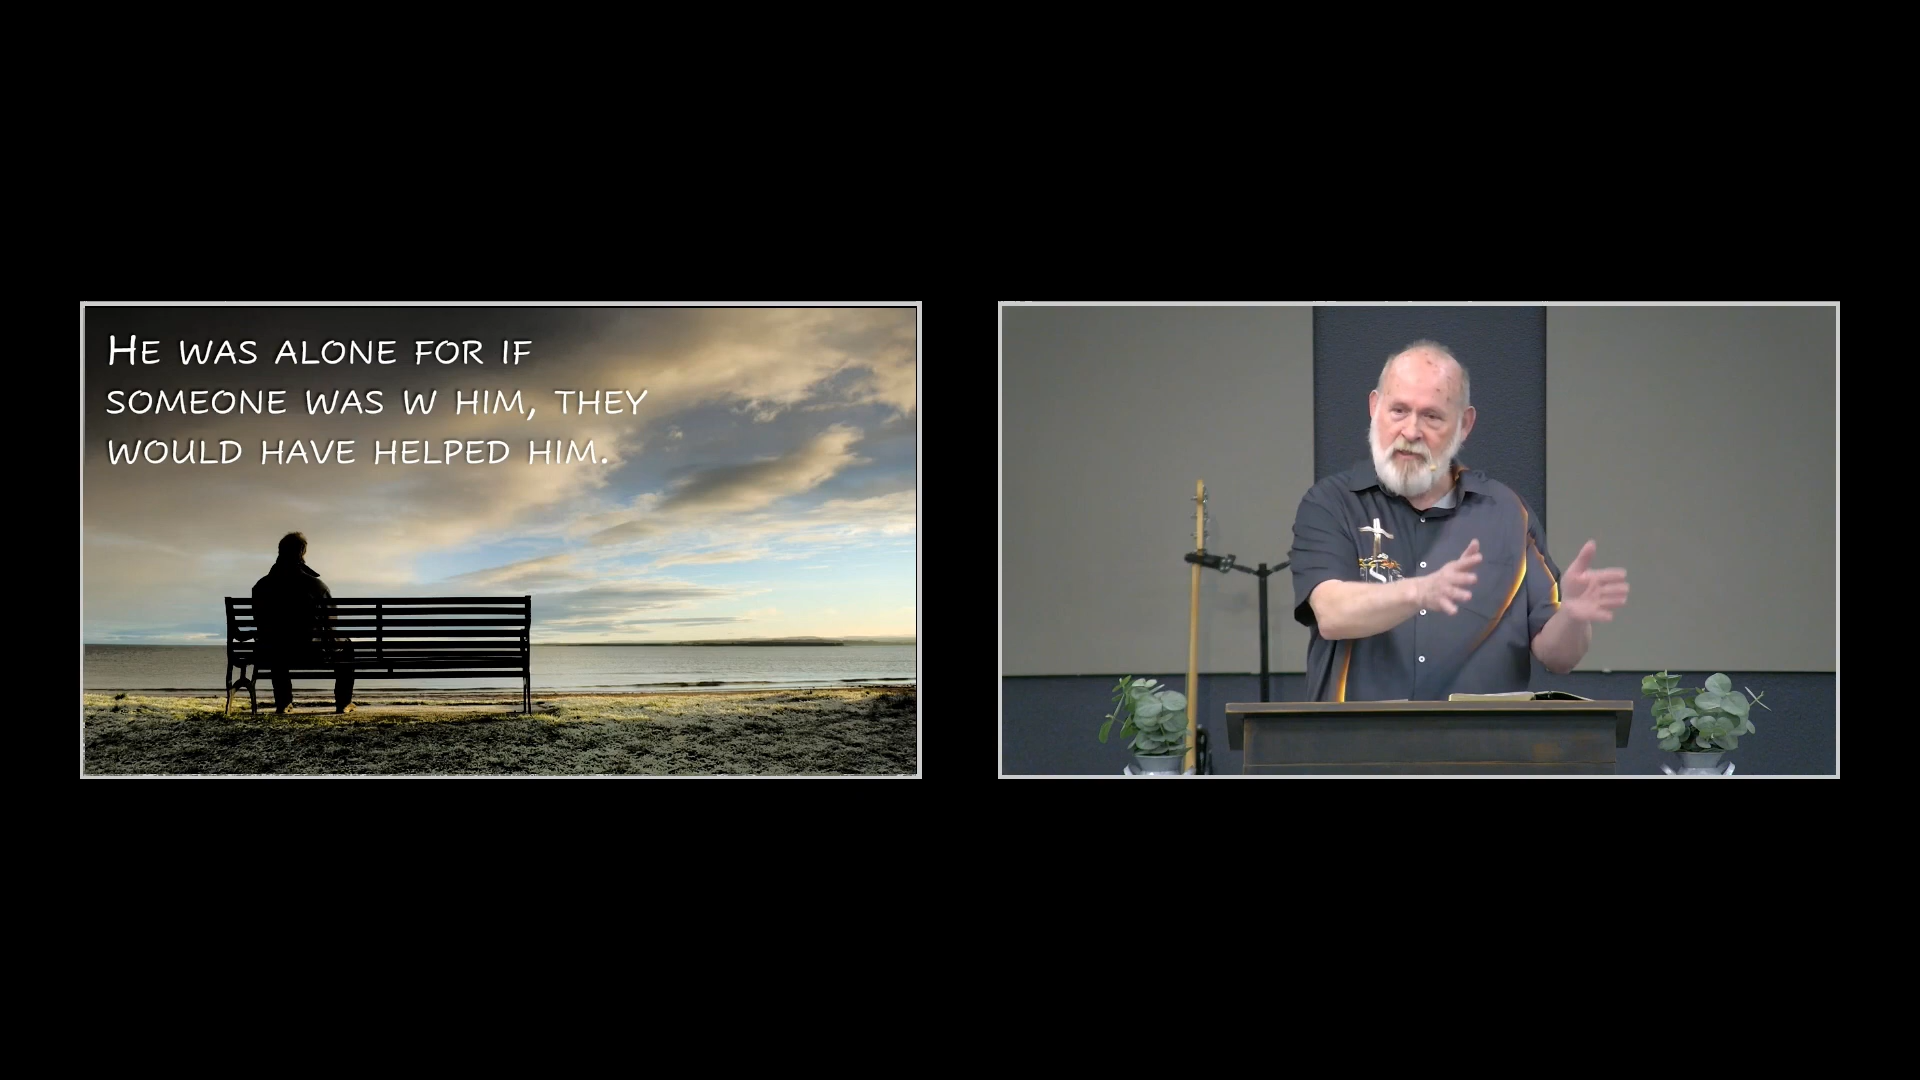 He was alone for if
someone was w him, they
would have helped him.